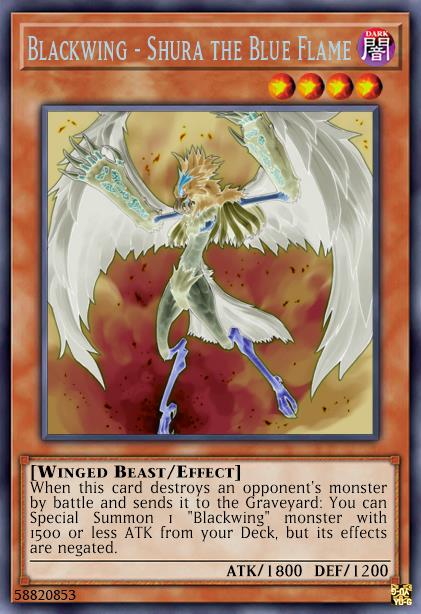 Blackwing - Shura the Blue Flame
DARK
闇
[Winged Beast/Effect]
When this card destroys an opponent's monster
by battle and sends it to the Graveyard: You can
Special Summon 1 "Blackwing" monster with
1500 or less ATK from your Deck, but its effects
are negated.
ATK/1800 DEF/1200
58820853